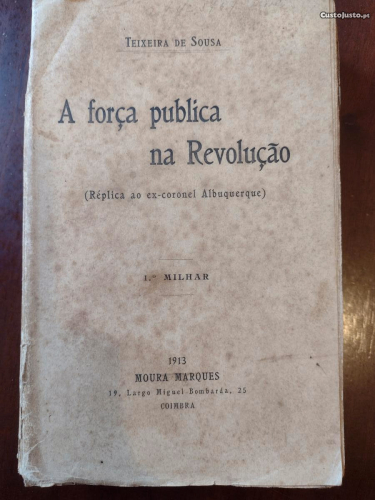 CustoJusto.pt
TEIXEIRA DE SOUSA
A força publica
na Revolução
(Réplica ao ex-coronel Albuquerque)
1.º MILHAR
1913
MOURA MARQUES
19, Largo Miguel Bombarda, 25
COIMBRA